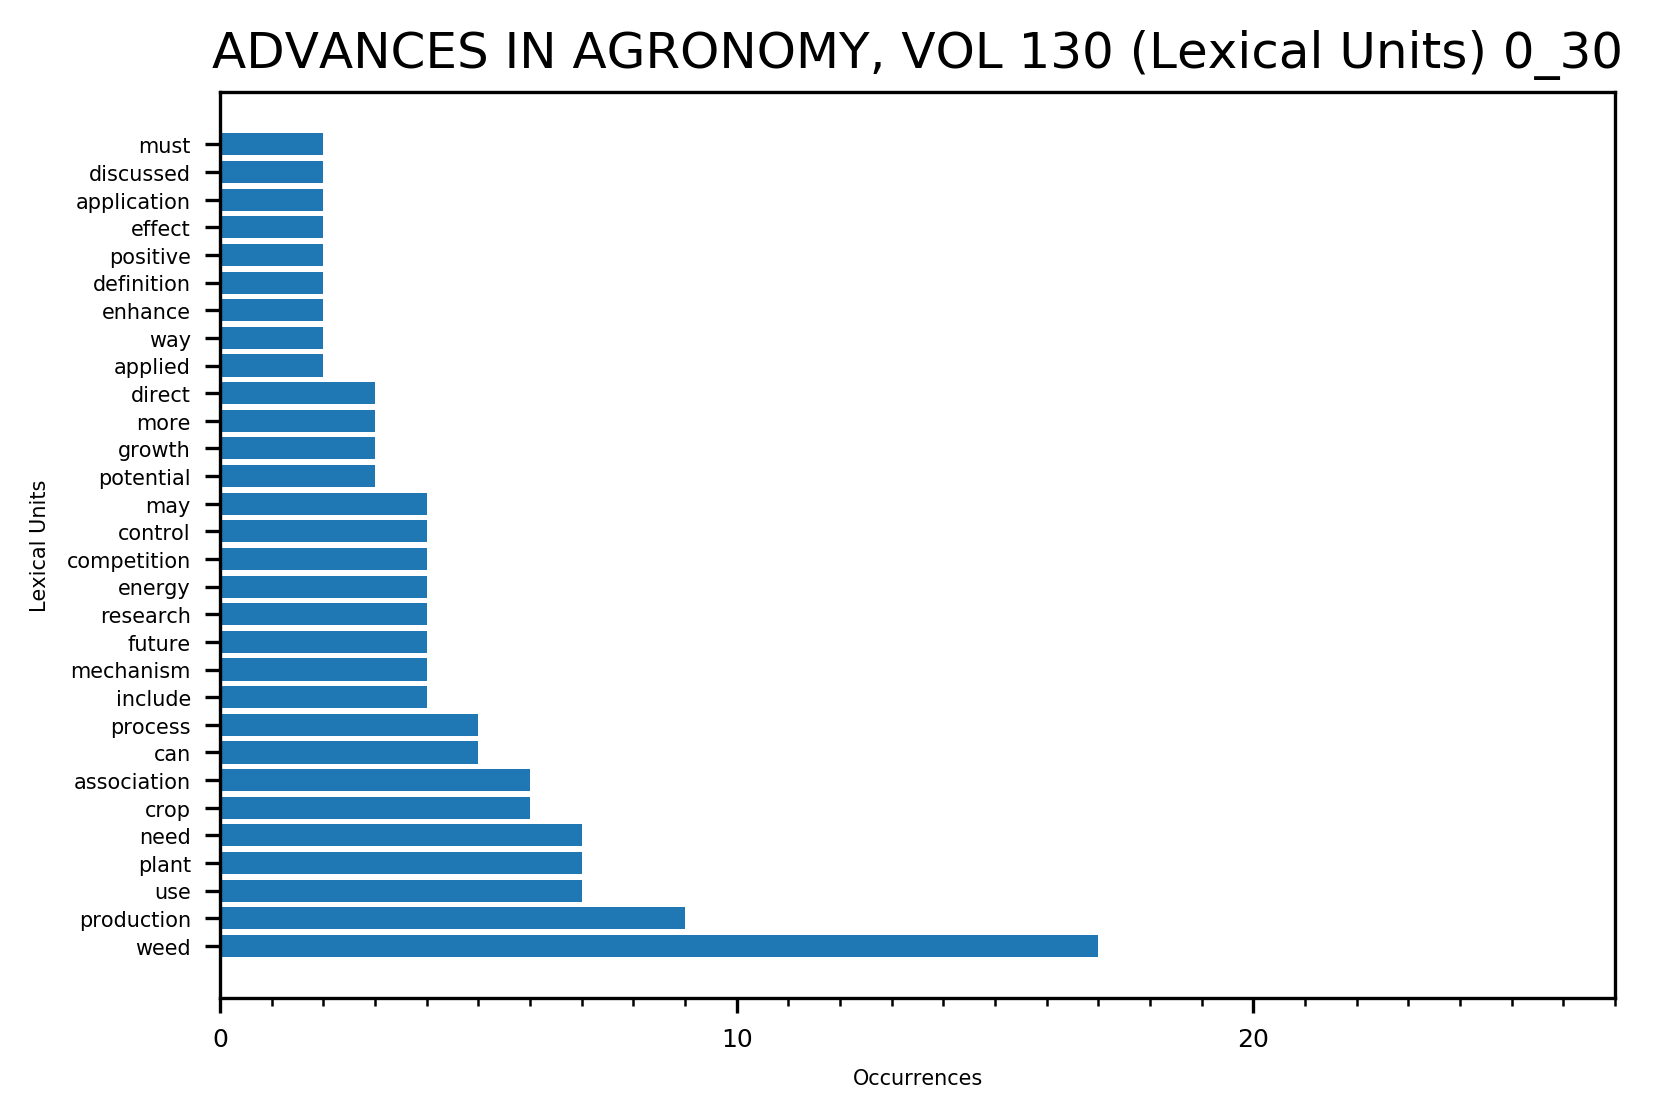 ADVANCES IN AGRONOMY, VOL 130 (Lexical Units) 0_30
must
discussed
application
effect
positive
definition
enhance
way
applied
direct
more
growth
potential
may
control
competition
energy
research
future
mechanism
include
process
can
association
crop
need
plant
use
production
weed
Lexical Units
0 10 20
Occurrences